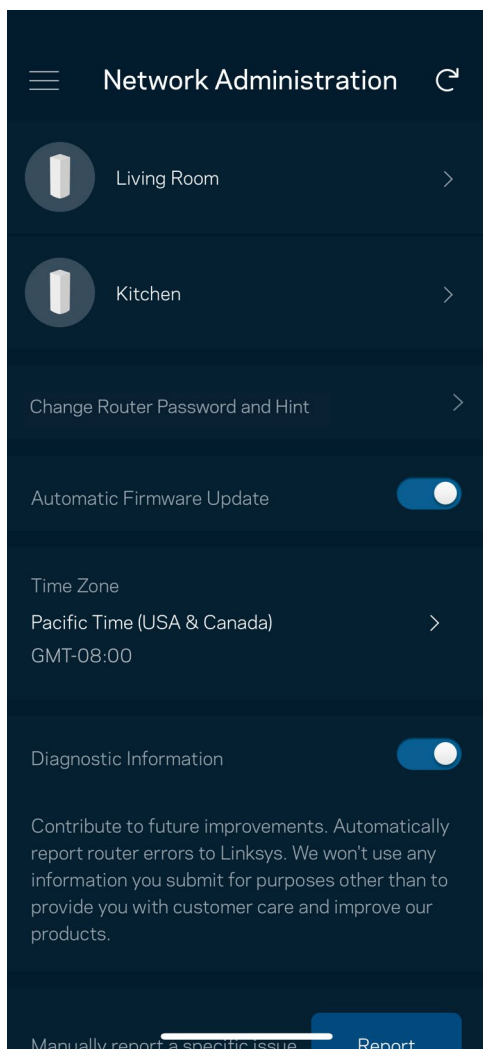 Network Administration
Living Room
Kitchen
Change Router Password and Hint
Automatic Firmware Update
Time Zone
Pacific Time (USA & Canada)
GMT-08:00
Diagnostic Information
Contribute to future improvements. Automatically
report router errors to Linksys. We won't use any
information you submit for purposes other than to
provide you with customer care and improve our
products.
Manually report a specific issue Report